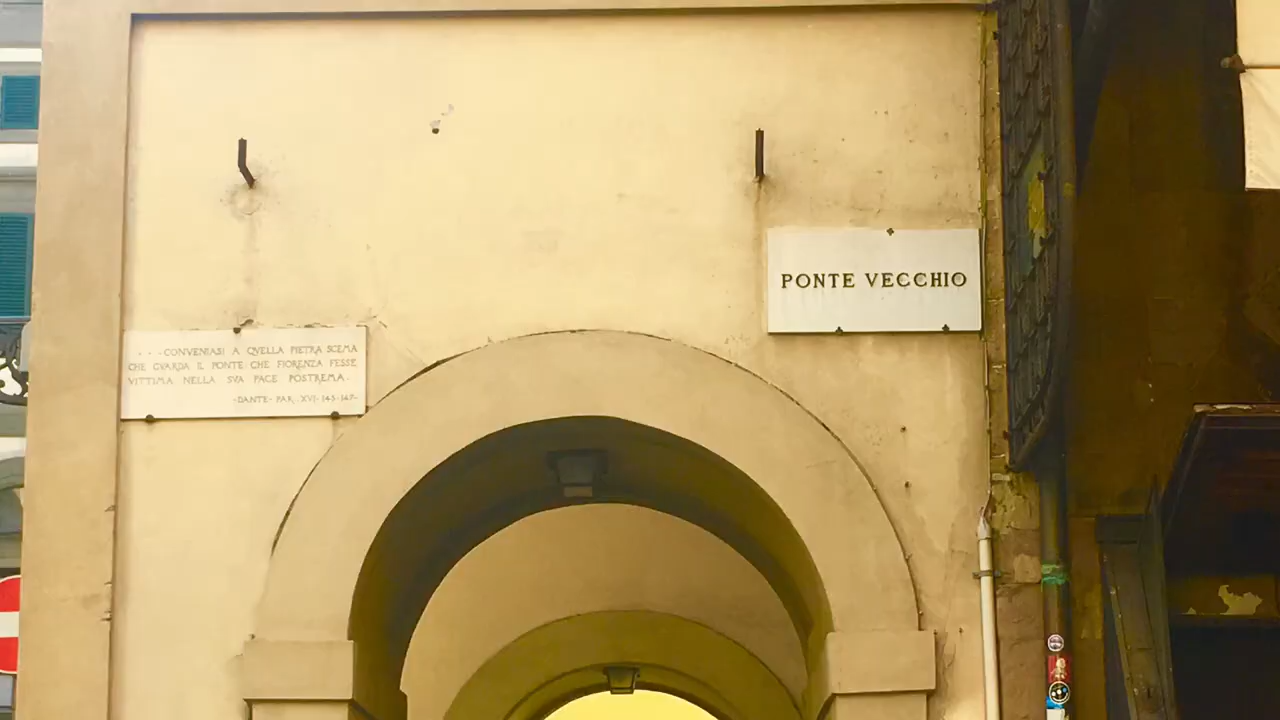 ...CONVENIASI A QVELLA PIETRA SCEMA
CHE GVARDA IL PONTE CHE FIORENZA FESSE
VITTIMA NELLA SVA PACE POSTREMA.
-DANTE- PAR. XVI- 145-147-
PONTE VECCHIO